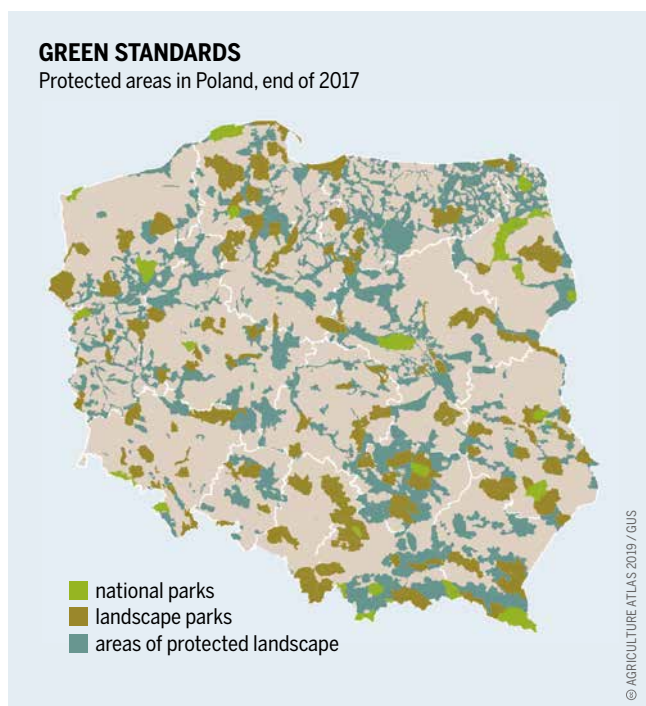 GREEN STANDARDS
Protected areas in Poland, end of 2017
national parks
landscape parks
areas of protected landscape
© AGRICULTURE ATLAS 2019 / GUS